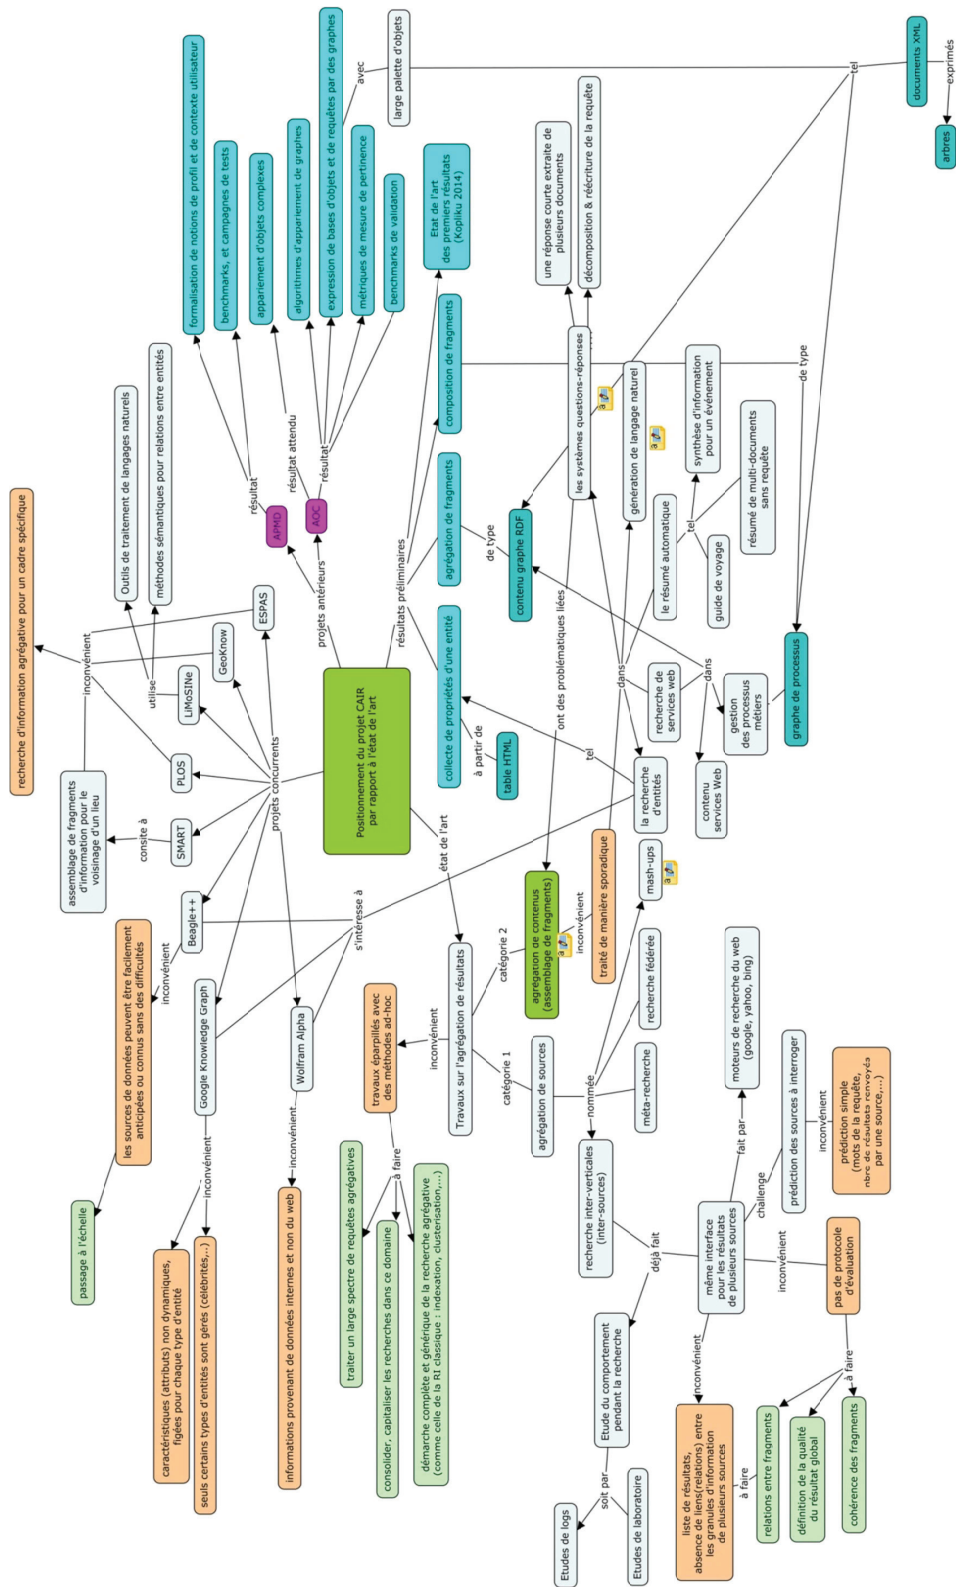 recherche d'information agrégative pour un cadre spécifique
assemblage de fragments
d'information pour le
voisinage d'un lieu
inconvénient
consite à
SMART
PLOS
LiMoSINe
GeoKnow
ESPAS
utilise
Outils de traitement de langages naturels
méthodes sémantiques pour relations entre entités
projets concurrents
Beagle++
inconvénient
les sources de données peuvent être facilement
anticipées ou connus sans des difficultés
passage à l'échelle
Google Knowledge Graph
inconvénient
caractéristiques (attributs) non dynamiques,
figées pour chaque type d'entité
seuls certains types d'entités sont gérés (célébrités,..)
Wolfram Alpha
inconvénient
informations provenant de données internes et non du web
s'intéresse à
Positionnement du projet CAIR
par rapport à l'état de l'art
projets antérieurs
APMD
AOC
résultat
résultat attendu
résultat
formalisation de notions de profil et de contexte utilisateur
benchmarks, et campagnes de tests
appariement d'objets complexes
algorithmes d'appariement de graphes
expression de bases d'objets et de requêtes par des graphes
métriques de mesure de pertinence
benchmarks de validation
avec
large palette d'objets
tel
documents XML
exprimés
arbres
résultats préliminaires
Etat de l'art
des premiers résultats
(Kopliku 2014)
composition de fragments
de type
agrégation de fragments
de type
contenu graphe RDF
collecte de propriétés d'une entité
à partir de
table HTML
tel
état de l'art
Travaux sur l'agrégation de résultats
inconvénient
travaux éparpillés avec
des méthodes ad-hoc
à faire
traiter un large spectre de requêtes agrégatives
consolider, capitaliser les recherches dans ce domaine
démarche complète et générique de la recherche agrégative
(comme celle de la RI classique : indexation, clusterisation,....)
catégorie 2
agrégation de contenus
(assemblage de fragments)
inconvénient
traité de manière sporadique
ont des problématiques liées
les systèmes questions-réponses
une réponse courte extraite de
plusieurs documents
décomposition & réécriture de la requête
génération de langage naturel
le résumé automatique
tel
synthèse d'information
pour un événement
résumé de multi-documents
sans requête
guide de voyage
dans
la recherche
d'entités
recherche de
services web
dans
contenu
services Web
gestion
des processus
métiers
graphe de processus
catégorie 1
agrégation de sources
nommée
mash-ups
recherche fédérée
méta-recherche
recherche inter-verticales
(inter-sources)
déjà fait
Etude du comportement
pendant la recherche
soit par
Etudes de logs
Etudes de laboratoire
même interface
pour les résultats
de plusieurs sources
fait par
moteurs de recherche du web
(google, yahoo, bing)
challenge
prédiction des sources à interroger
inconvénient
prédiction simple
(mots de la requête,
nbre de résultats renvoyés
par une source,...)
inconvénient
pas de protocole
d'évaluation
à faire
relations entre fragments
définition de la qualité
du résultat global
cohérence des fragments
inconvénient
liste de résultats,
absence de liens(relations) entre
les granules d'information
de plusieurs sources
à faire